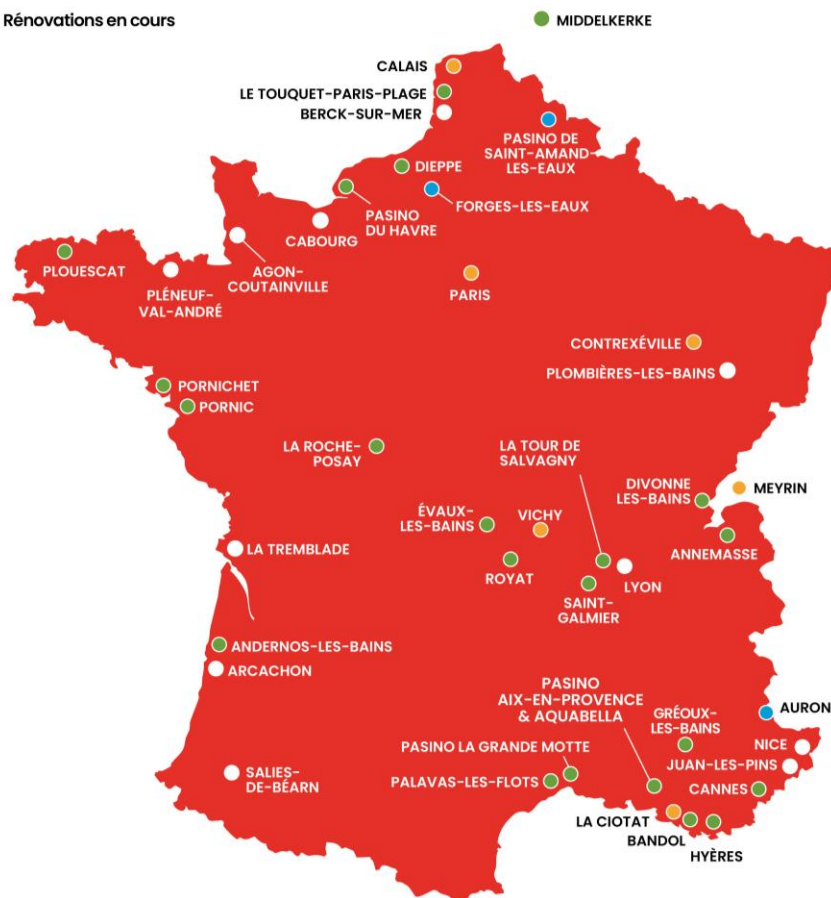 Rénovations en cours
MIDDELKERKE
CALAIS
LE TOUQUET-PARIS-PLAGE
BERCK-SUR-MER
PASINO DE
SAINT-AMAND-
LES-EAUX
DIEPPE
FORGES-LES-EAUX
PASINO
DU HAVRE
CABOURG
AGON-
COUTAINVILLE
PLOUESCAT
PLÉNEUF-
VAL-ANDRÉ
PARIS
CONTREXÉVILLE
PLOMBIÈRES-LES-BAINS
PORNICHET
PORNIC
LA ROCHE-
POSAY
LA TOUR DE
SALVAGNY
DIVONNE
LES-BAINS
MEYRIN
ÉVAUX-
LES-BAINS
VICHY
ANNEMASSE
LA TREMBLADE
ROYAT
LYON
SAINT-
GALMIER
ANDERNOS-LES-BAINS
ARCACHON
PASINO
AIX-EN-PROVENCE
& AQUABELLA
AURON
GRÉOUX-
LES-BAINS
NICE
PASINO LA GRANDE MOTTE
JUAN-LES-PINS
SALIES-
DE-BÉARN
PALAVAS-LES-FLOTS
CANNES
LA CIOTAT
BANDOL
HYÈRES